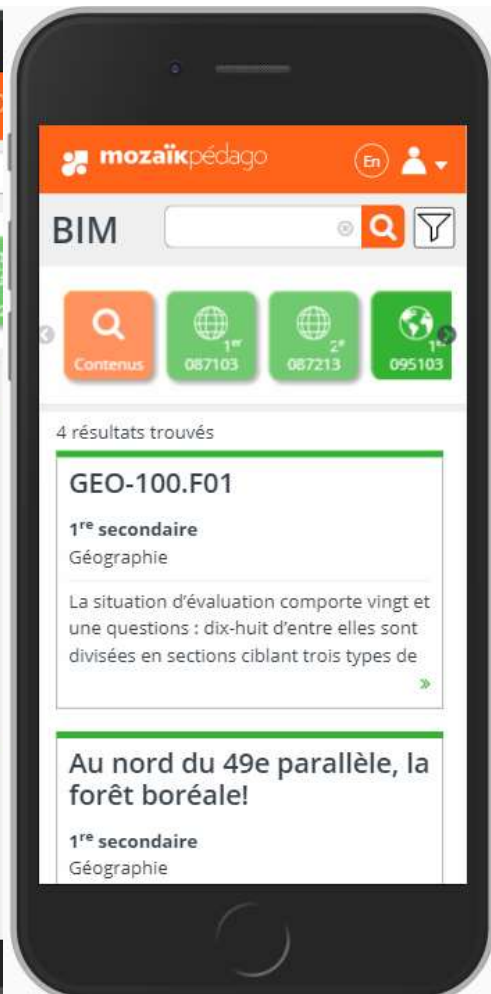 mozaïkpédago En
BIM
Contenus
1er
087103
2e
087213
095103
4 résultats trouvés
GEO-100.F01
1re secondaire
Géographie
La situation d'évaluation comporte vingt et
une questions : dix-huit d'entre elles sont
divisées en sections ciblant trois types de
»
Au nord du 49e parallèle, la
forêt boréale!
1re secondaire
Géographie